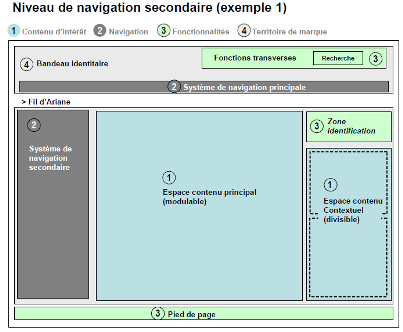 Niveau de navigation secondaire (exemple 1)
1 Contenu d'intérêt 2 Navigation 3 Fonctionnalités 4 Territoire de marque
4 Bandeau identitaire
Fonctions transverses Recherche 3
2 Système de navigation principale
> Fil d'Ariane
2
Système de
navigation
secondaire
1
Espace contenu principal
(modulable)
3 Zone
identification
1
Espace contenu
Contextuel
(divisible)
3 Pied de page